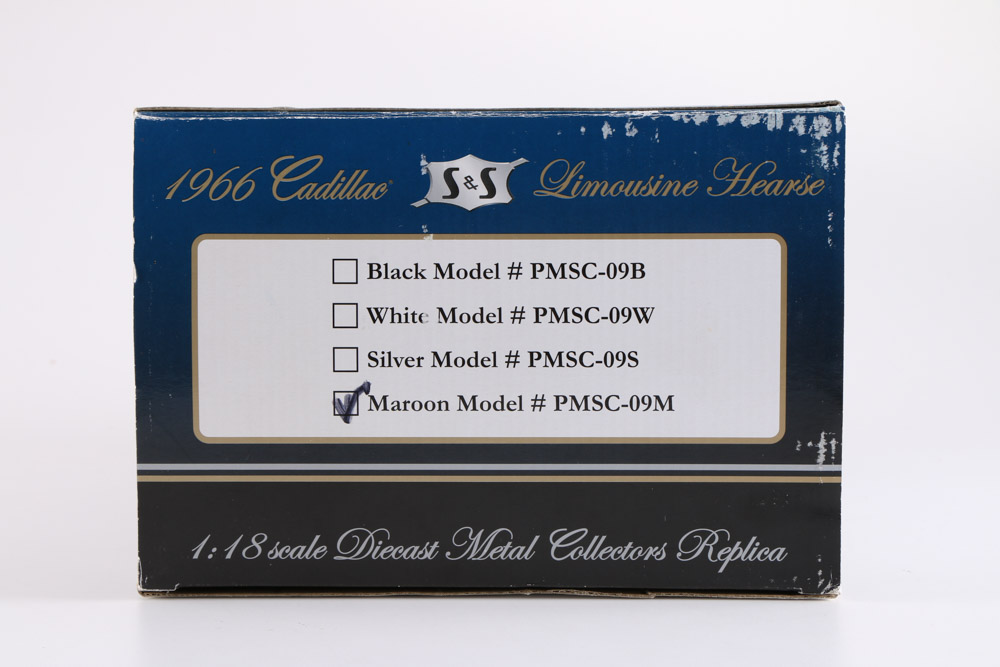 1966 Cadillac S&S Limousine Hearse
Black Model # PMSC-09B
White Model # PMSC-09W
Silver Model # PMSC-09S
Maroon Model # PMSC-09M
1:18 scale Diecast Metal Collectors Replica